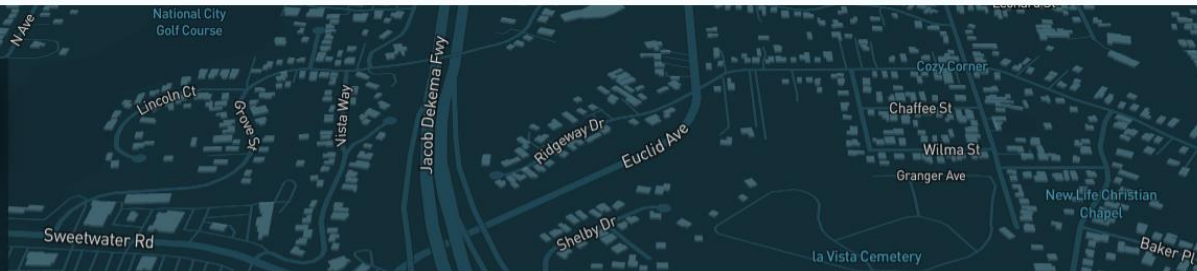 National City
Golf Course
N Ave
Leonard St
Jacob Dekema Fwy
Cozy Corner
Lincoln Ct
Grove St
Vista Way
Chaffee St
Ridgeway Dr
Euclid Ave
Wilma St
Granger Ave
New Life Christian
Chapel
Sweetwater Rd
Shelby Dr
la Vista Cemetery
Baker Pl